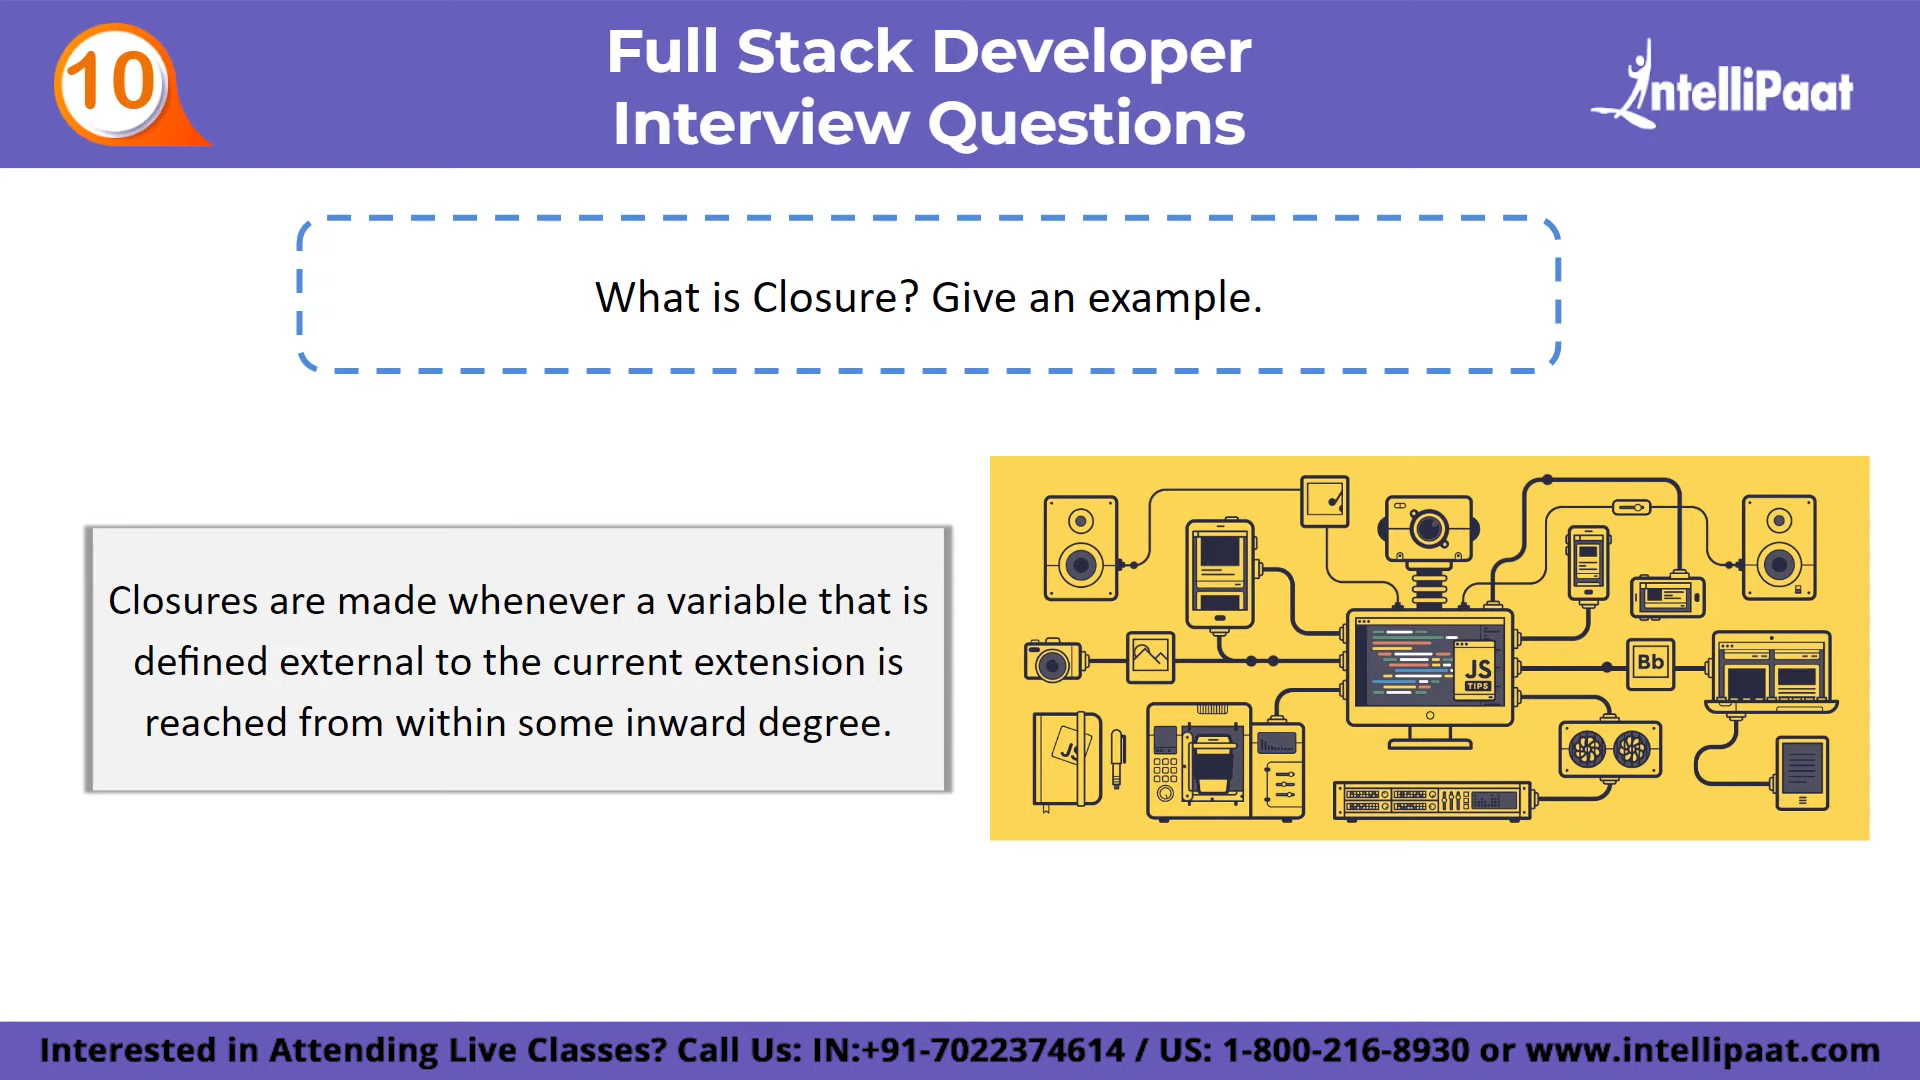 10
Full Stack Developer
Interview Questions
IntelliPaat
What is Closure? Give an example.
Closures are made whenever a variable that is
defined external to the current extension is
reached from within some inward degree.
JS
TIPS
Bb
JS
Interested in Attending Live Classes? Call Us: IN:+91-7022374614 / US: 1-800-216-8930 or www.intellipaat.com